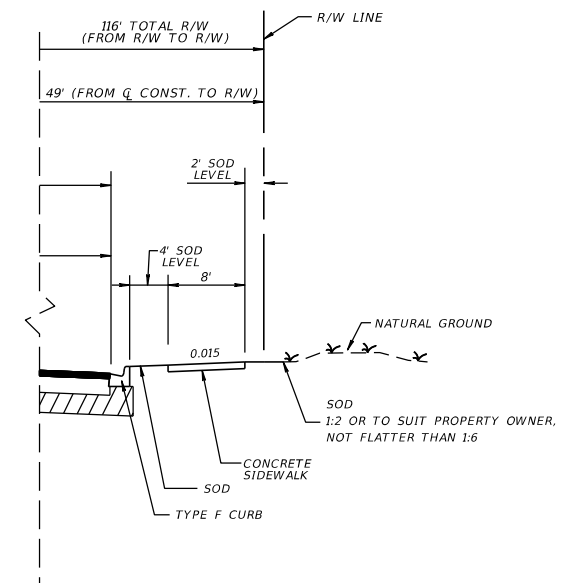 116' TOTAL R/W
(FROM R/W TO R/W)
R/W LINE
49' (FROM ℄ CONST. TO R/W)
2' SOD
LEVEL
4' SOD
LEVEL
8'
0.015
NATURAL GROUND
SOD
1:2 OR TO SUIT PROPERTY OWNER,
NOT FLATTER THAN 1:6
CONCRETE
SIDEWALK
SOD
TYPE F CURB